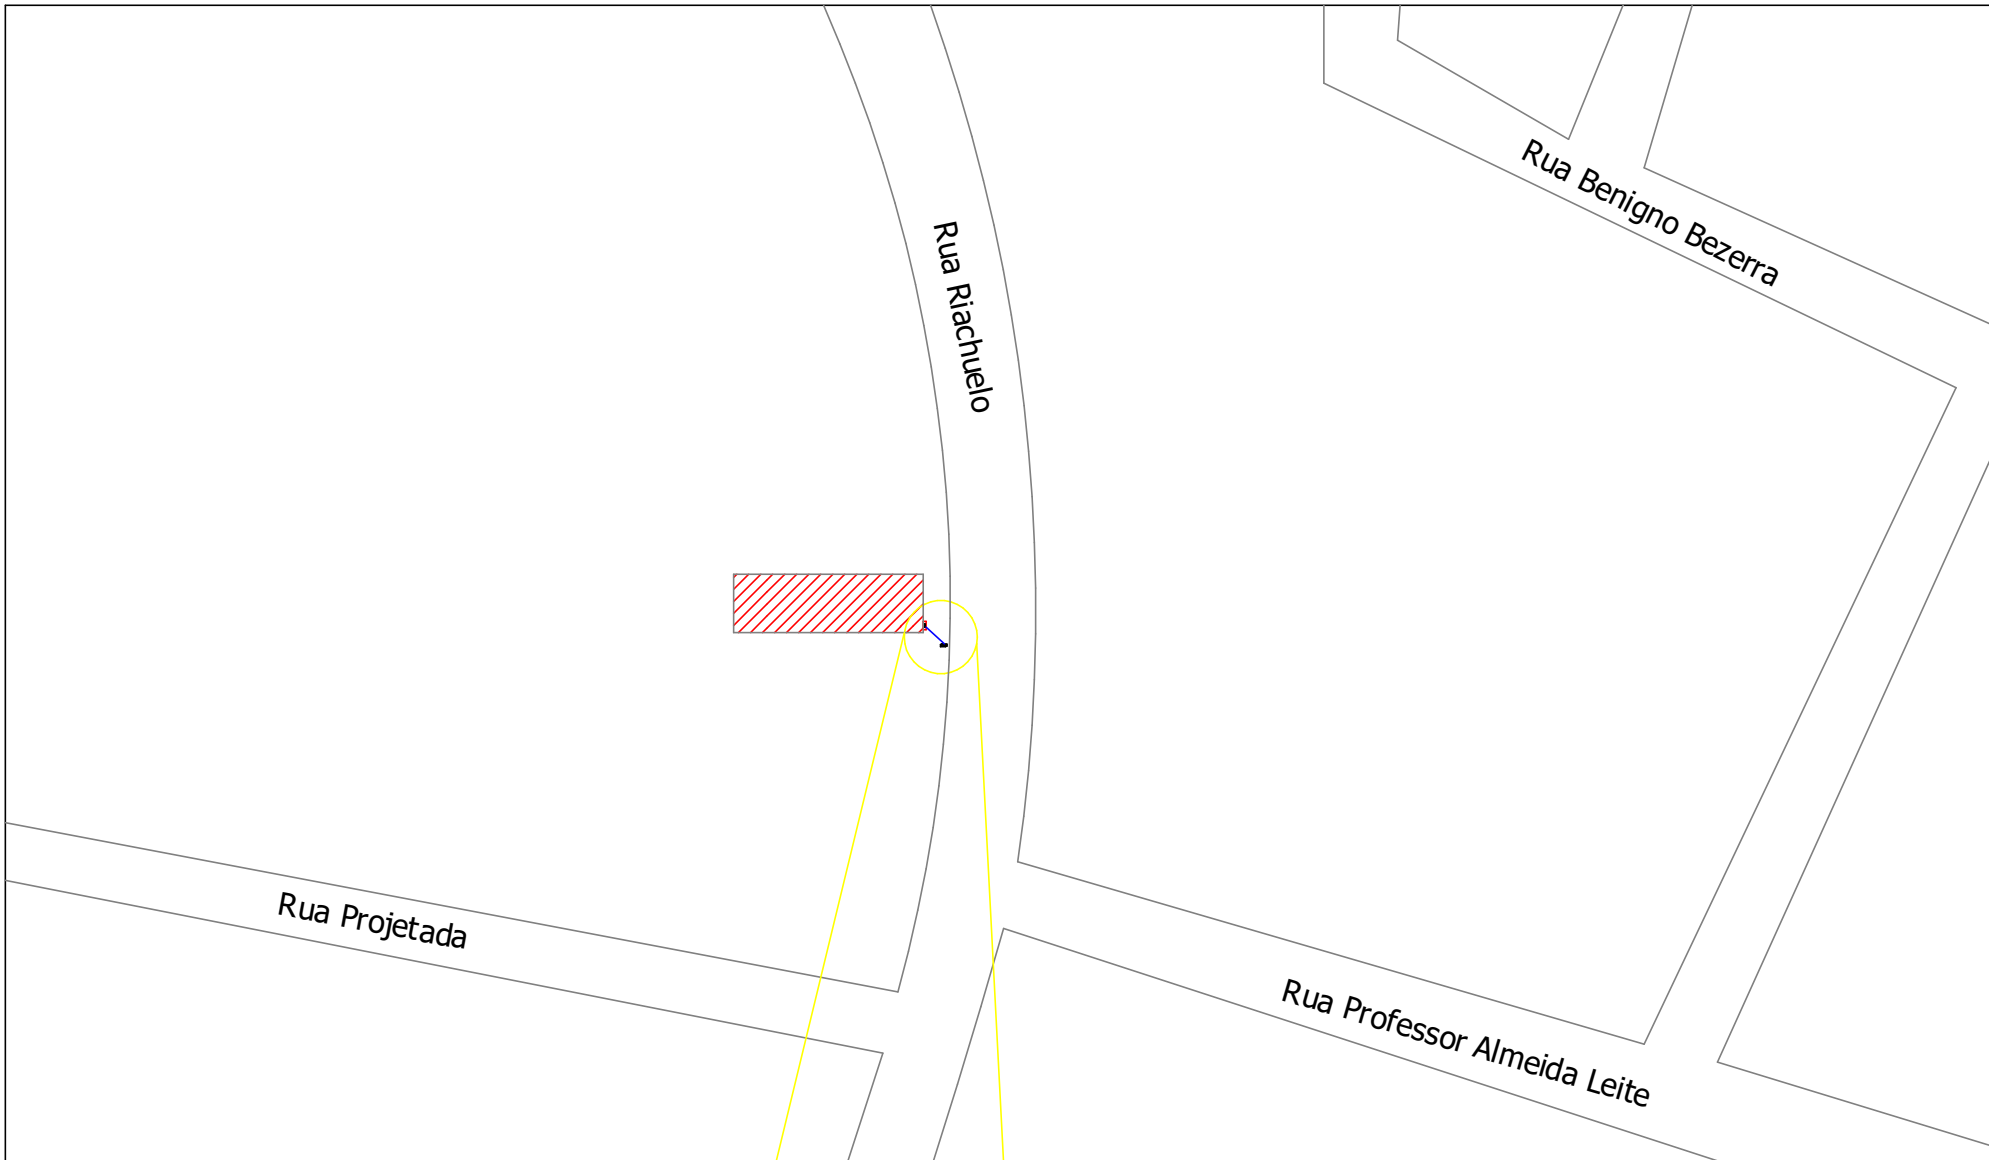 Rua Benigno Bezerra
Rua Riachuelo
Rua Projetada
Rua Professor Almeida Leite